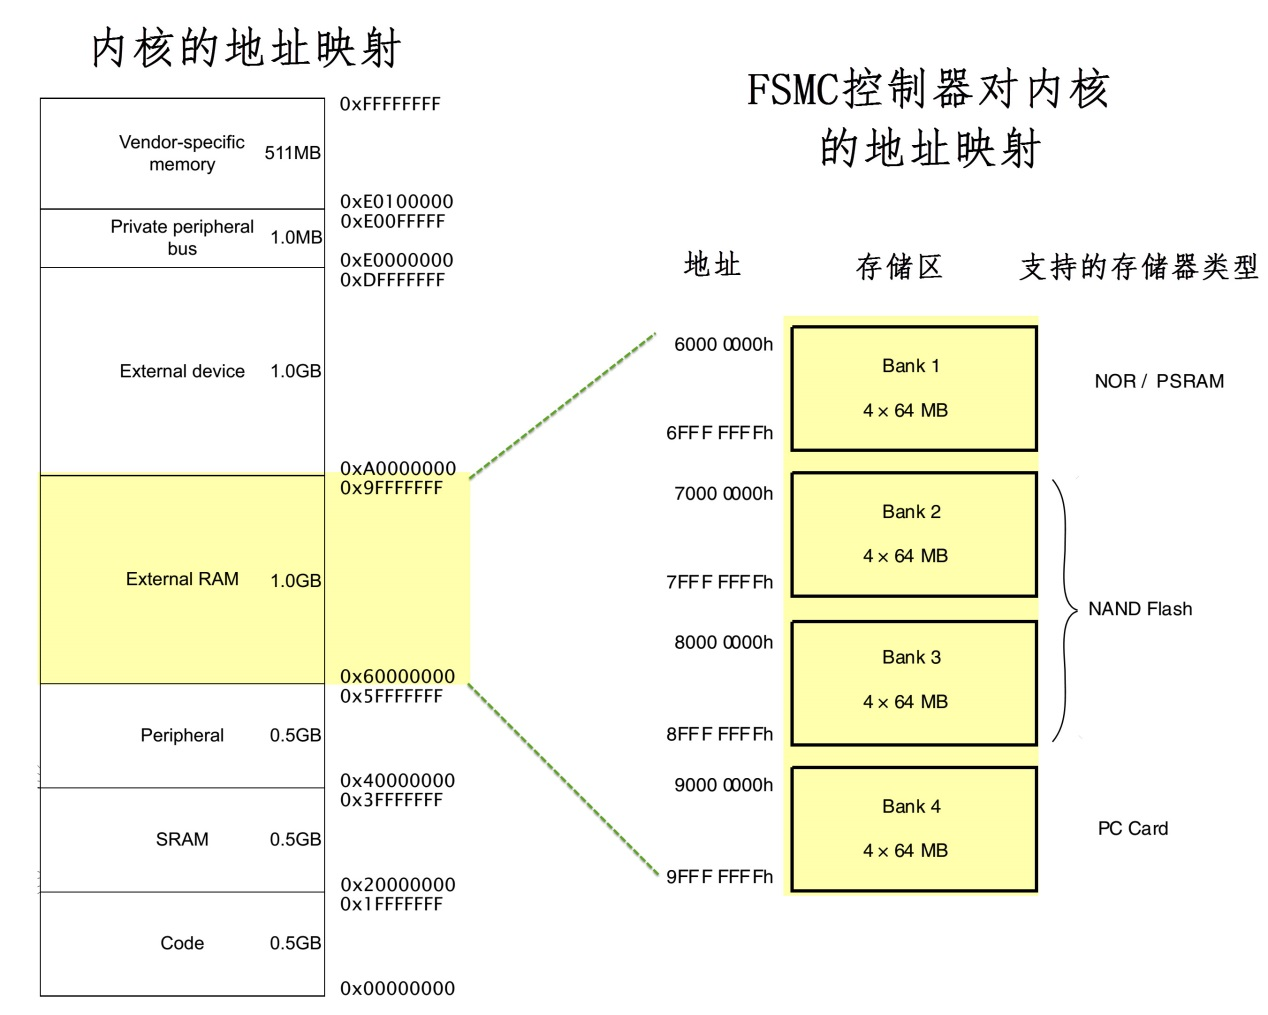 内核的地址映射
0xFFFFFFFF
Vendor-specific
memory
511MB
0xE0100000
0xE00FFFFF
Private peripheral
bus
1.0MB
0xE0000000
0xDFFFFFFF
External device
1.0GB
0xA0000000
0x9FFFFFFF
External RAM
1.0GB
0x60000000
0x5FFFFFFF
Peripheral
0.5GB
0x40000000
0x3FFFFFFF
SRAM
0.5GB
0x20000000
0x1FFFFFFF
Code
0.5GB
0x00000000
FSMC控制器对内核
的地址映射
地址
存储区
支持的存储器类型
6000 0000h
Bank 1
4 × 64 MB
6FFF FFFFh
NOR / PSRAM
7000 0000h
Bank 2
4 × 64 MB
7FFF FFFFh
NAND Flash
8000 0000h
Bank 3
4 × 64 MB
8FFF FFFFh
9000 0000h
Bank 4
4 × 64 MB
9FFF FFFFh
PC Card